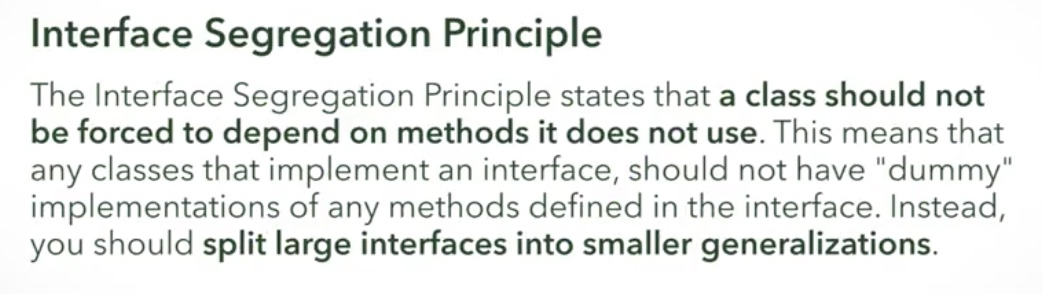 Interface Segregation Principle
The Interface Segregation Principle states that a class should not
be forced to depend on methods it does not use. This means that
any classes that implement an interface, should not have "dummy"
implementations of any methods defined in the interface. Instead,
you should split large interfaces into smaller generalizations.